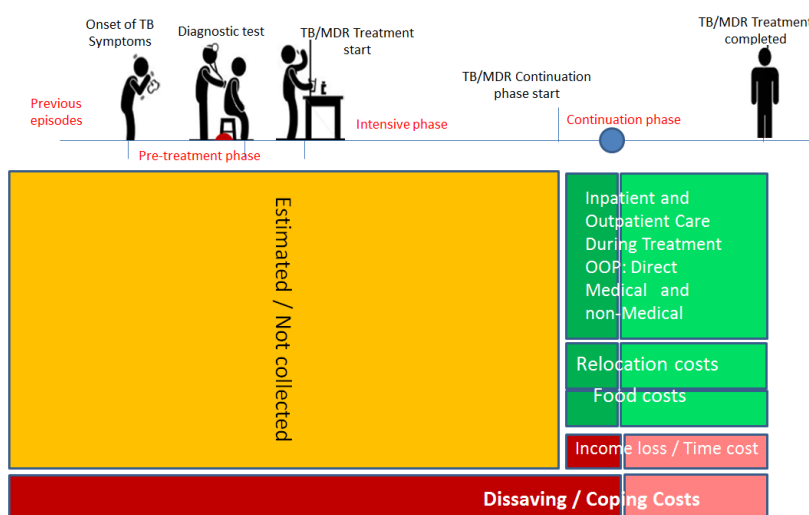 Onset of TB
Symptoms
Diagnostic test
TB/MDR Treatment
start
TB/MDR Treatment
completed
TB/MDR Continuation
phase start
Previous
episodes
Pre-treatment phase
Intensive phase
Continuation phase
Estimated / Not collected
Inpatient and
Outpatient Care
During Treatment
OOP: Direct
Medical and
non-Medical
Relocation costs
Food costs
Income loss / Time cost
Dissaving / Coping Costs